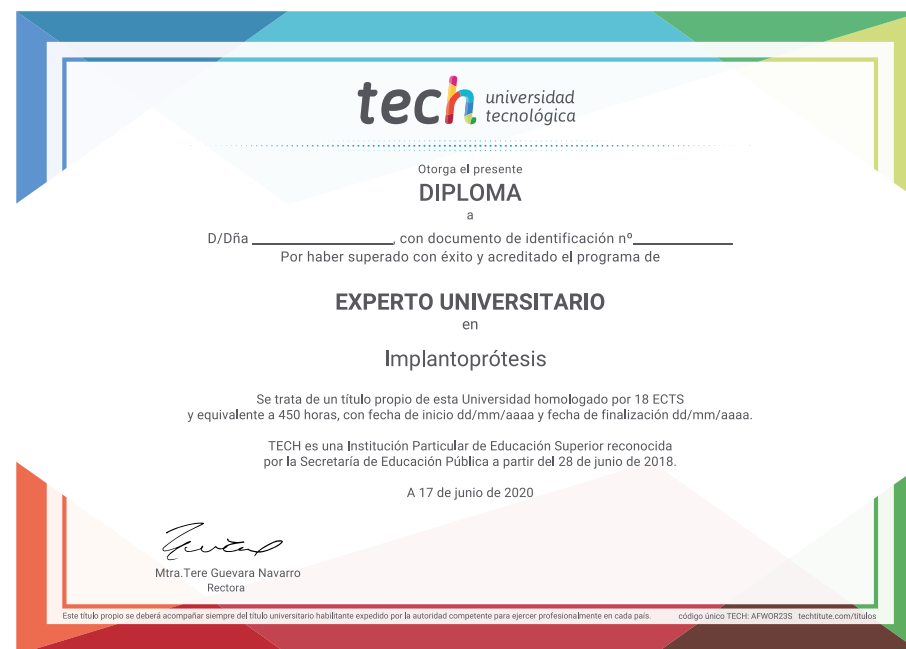 tech universidad
tecnológica
Otorga el presente
DIPLOMA
a
D/Dña ____________, con documento de identificación nº____________
Por haber superado con éxito y acreditado el programa de
EXPERTO UNIVERSITARIO
en
Implantoprótesis
Se trata de un título propio de esta Universidad homologado por 18 ECTS
y equivalente a 450 horas, con fecha de inicio dd/mm/aaaa y fecha de finalización dd/mm/aaaa.
TECH es una Institución Particular de Educación Superior reconocida
por la Secretaría de Educación Pública a partir del 28 de junio de 2018.
A 17 de junio de 2020
Mtra.Tere Guevara Navarro
Rectora
Este título propio se deberá acompañar siempre del título universitario habilitante expedido por la autoridad competente para ejercer profesionalmente en cada país. código único TECH: AFWOR23S techtitute.com/titulos